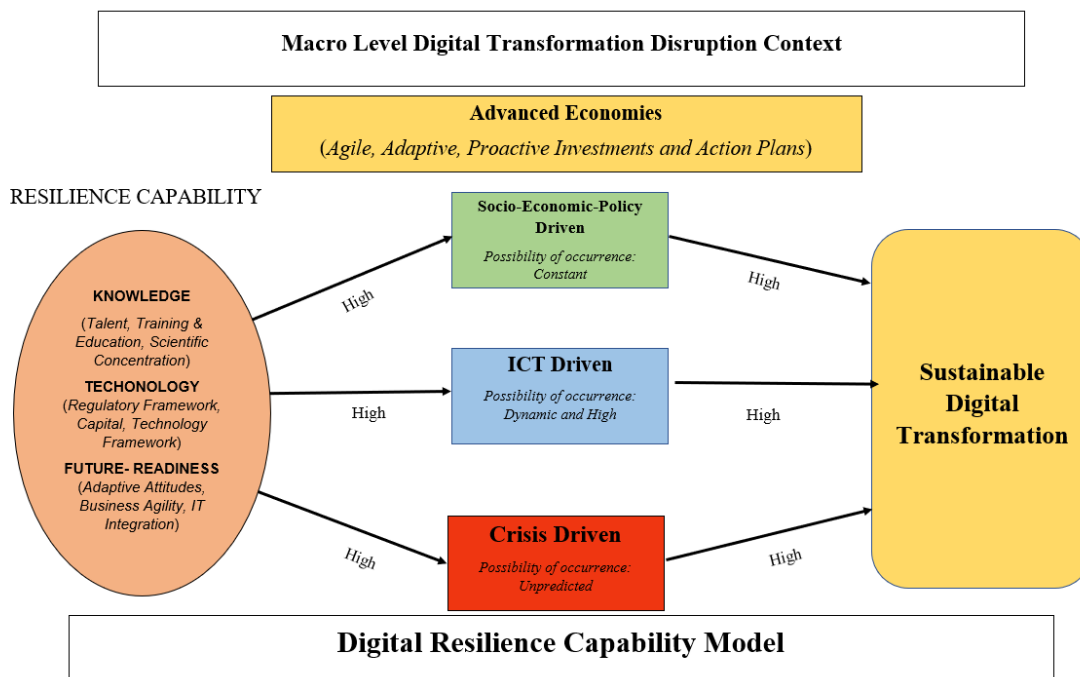 Macro Level Digital Transformation Disruption Context
Advanced Economies
(Agile, Adaptive, Proactive Investments and Action Plans)
RESILIENCE CAPABILITY
KNOWLEDGE
(Talent, Training &
Education, Scientific
Concentration)
TECHONOLOGY
(Regulatory Framework,
Capital, Technology
Framework)
FUTURE- READINESS
(Adaptive Attitudes,
Business Agility, IT
Integration)
High
High
High
Socio-Economic-Policy
Driven
Possibility of occurrence:
Constant
ICT Driven
Possibility of occurrence:
Dynamic and High
Crisis Driven
Possibility of occurrence:
Unpredicted
High
High
High
Sustainable
Digital
Transformation
Digital Resilience Capability Model